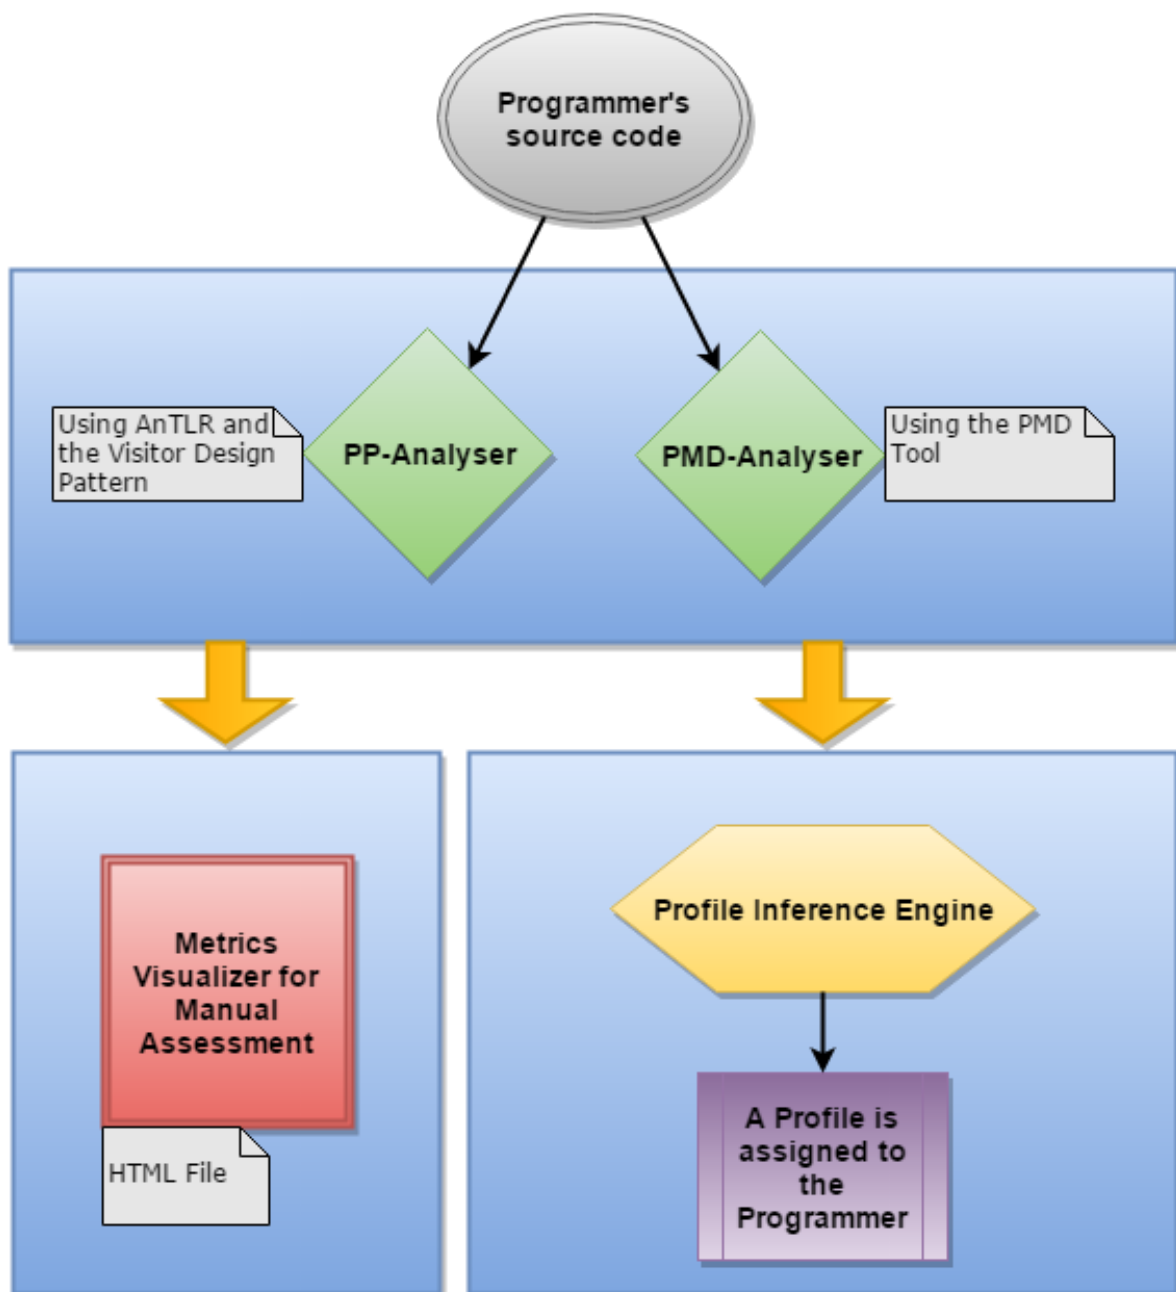 Programmer's
source code
Using AnTLR and
the Visitor Design
Pattern
PP-Analyser
PMD-Analyser
Using the PMD
Tool
Metrics
Visualizer for
Manual
Assessment
HTML File
Profile Inference Engine
A Profile is
assigned to
the
Programmer